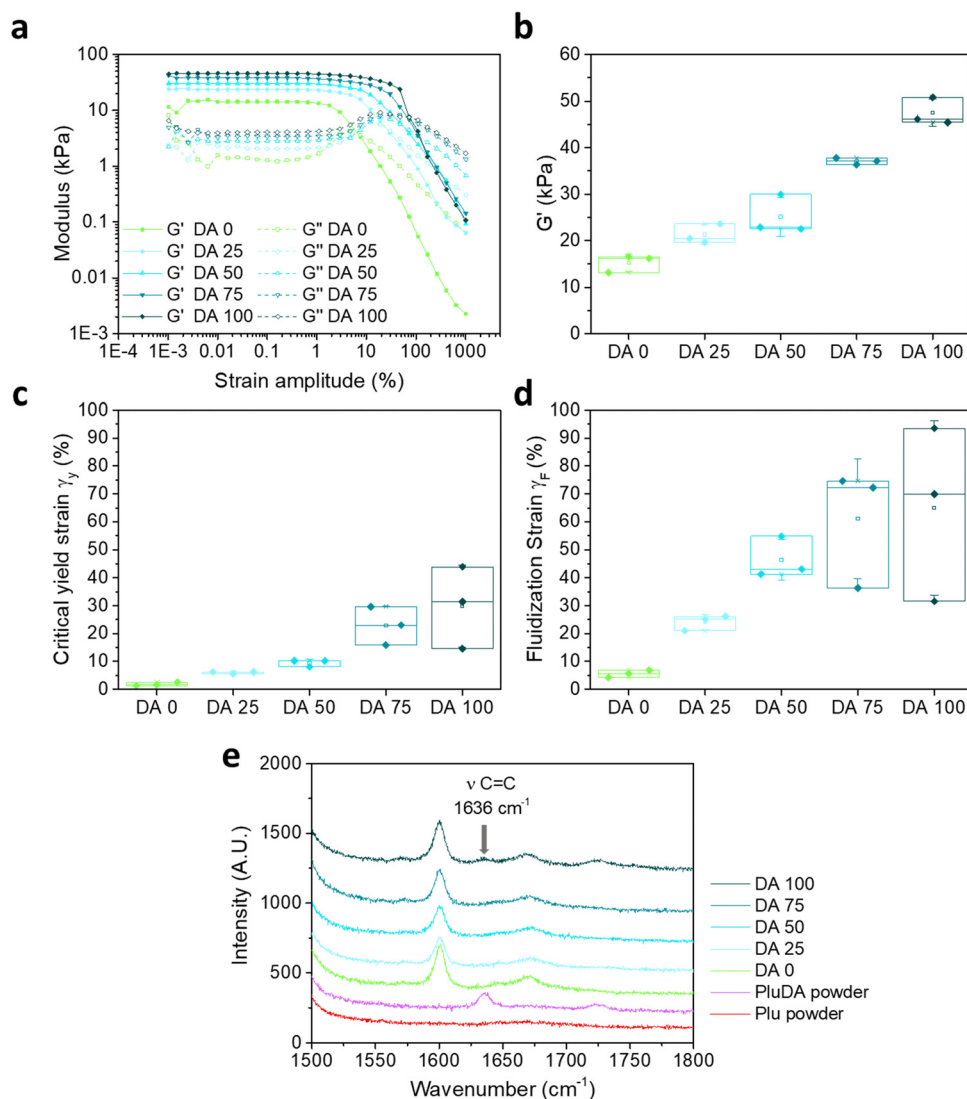 a
Modulus (kPa)
100
10
1
0.1
0.01
1E-3
1E-4 1E-3 0.01 0.1 1 10 100 1000
Strain amplitude (%)
G' DA 0 G'' DA 0
G' DA 25 G'' DA 25
G' DA 50 G'' DA 50
G' DA 75 G'' DA 75
G' DA 100 G'' DA 100
b
G' (kPa)
60
50
40
30
20
10
0
DA 0 DA 25 DA 50 DA 75 DA 100
c
Critical yield strain γy (%)
100
90
80
70
60
50
40
30
20
10
0
DA 0 DA 25 DA 50 DA 75 DA 100
d
Fluidization Strain γF (%)
100
90
80
70
60
50
40
30
20
10
0
DA 0 DA 25 DA 50 DA 75 DA 100
e
Intensity (A.U.)
2000
1500
1000
500
0
ν C=C
1636 cm⁻¹
1500 1550 1600 1650 1700 1750 1800
Wavenumber (cm⁻¹)
DA 100
DA 75
DA 50
DA 25
DA 0
PluDA powder
Plu powder